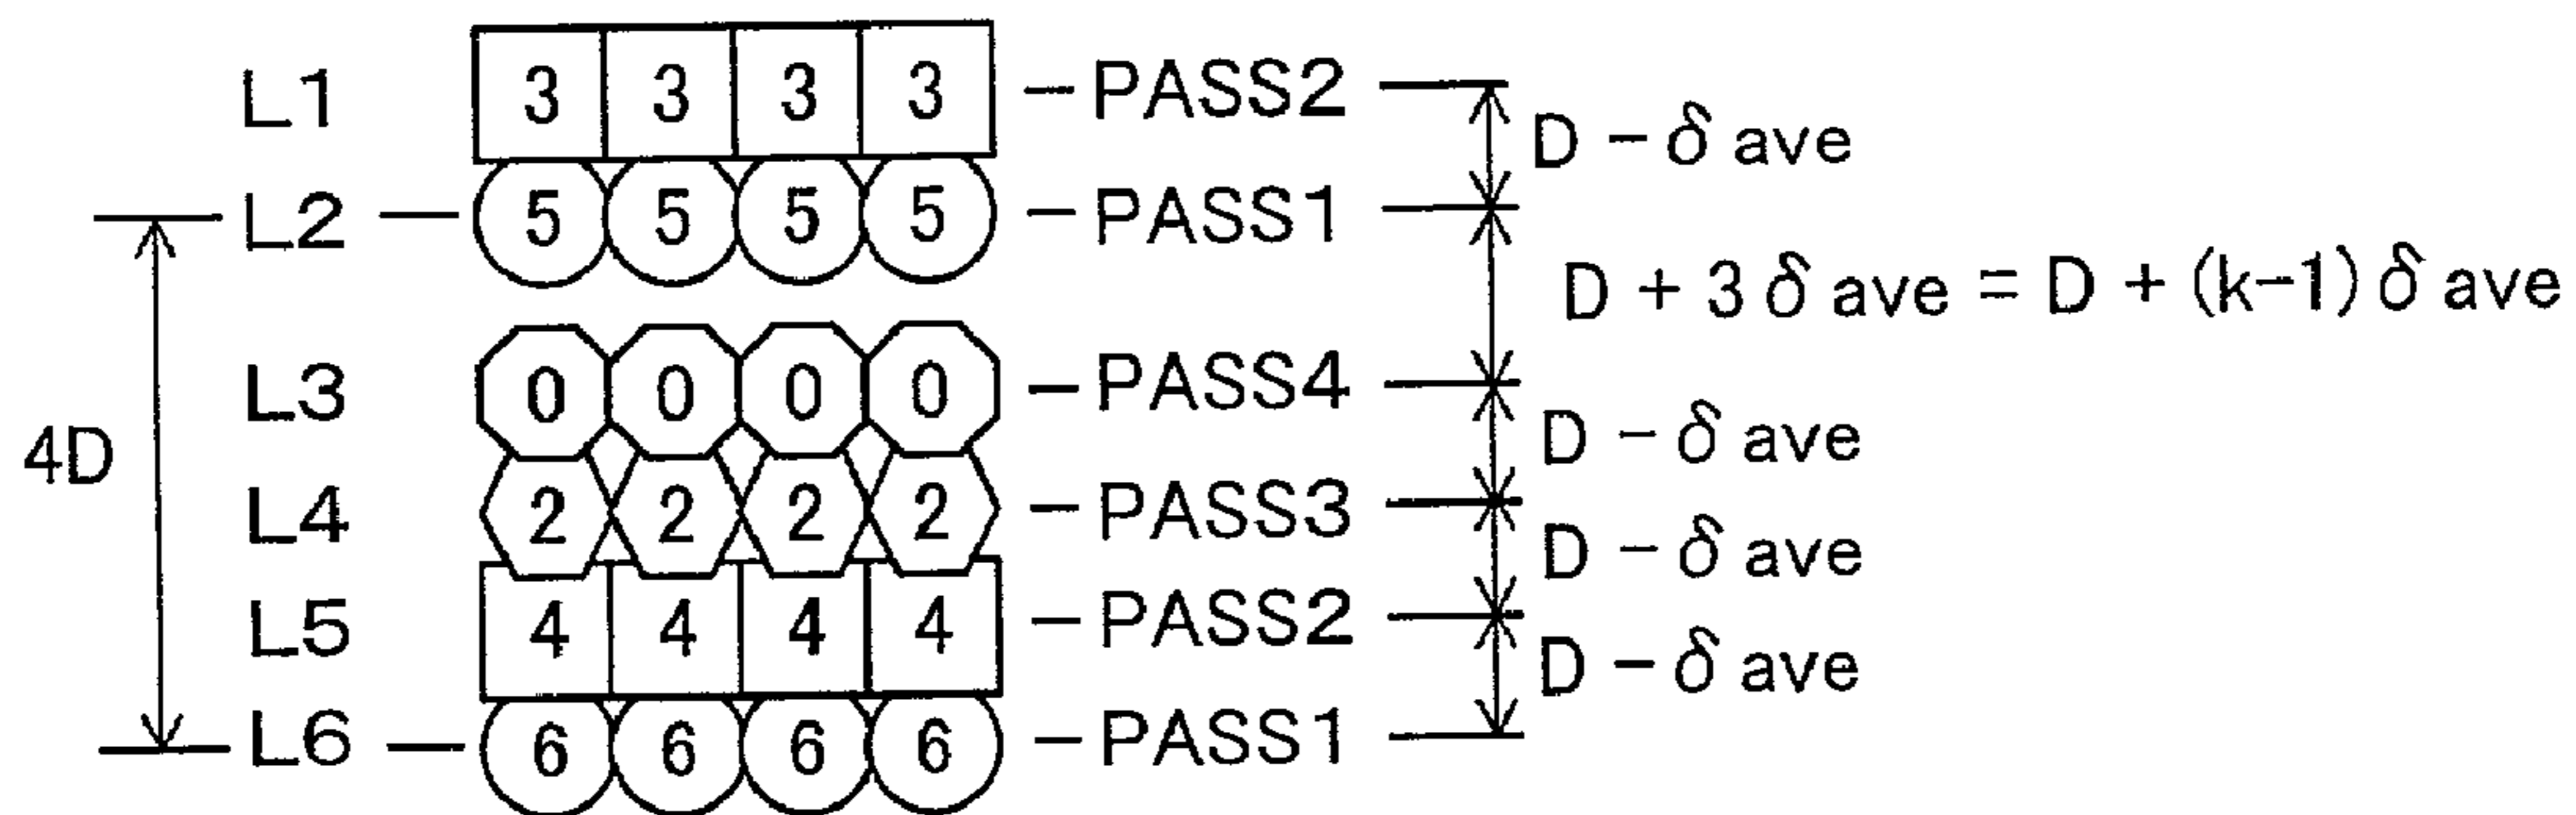 L1 3 3 3 3 PASS2
D - δ ave
L2 5 5 5 5 PASS1
D + 3 δ ave = D + (k-1) δ ave
L3 0 0 0 0 PASS4
D - δ ave
4D
L4 2 2 2 2 PASS3
D - δ ave
L5 4 4 4 4 PASS2
D - δ ave
L6 6 6 6 6 PASS1